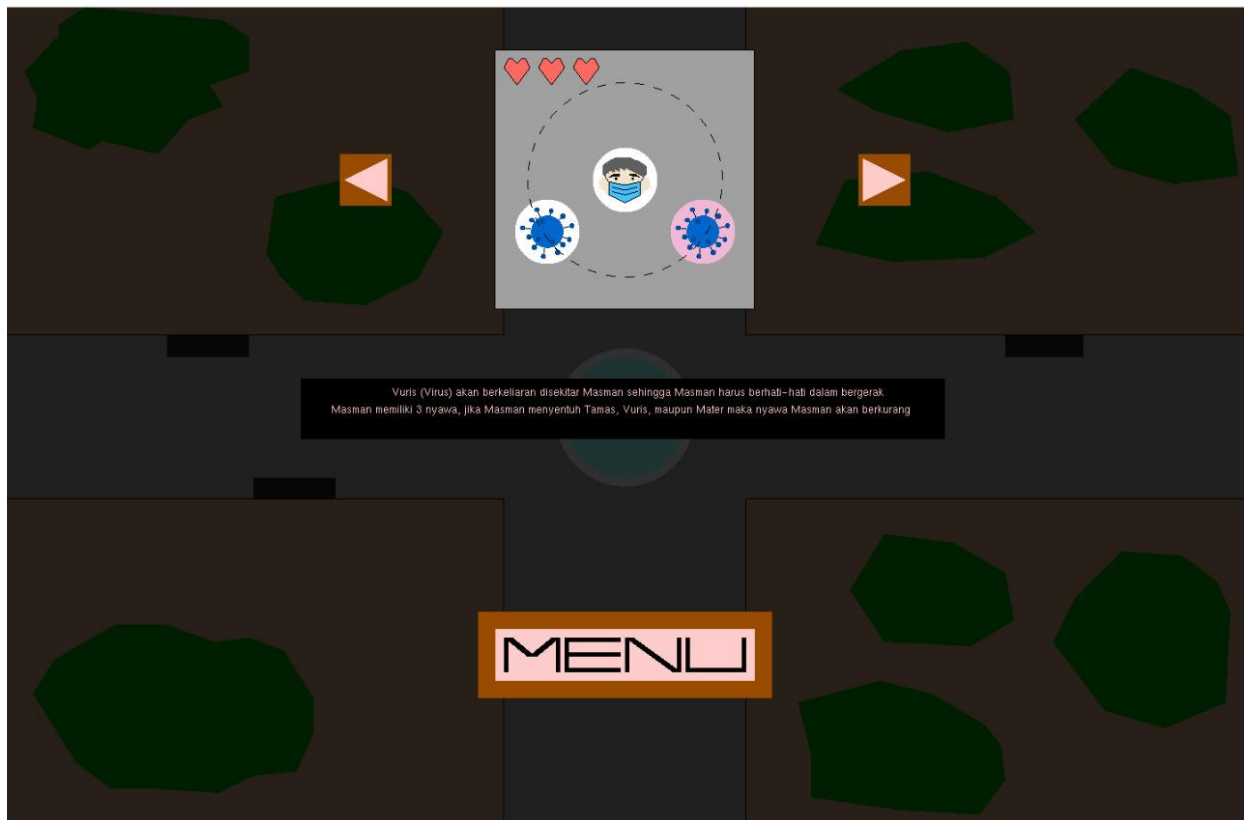 Vuris (Virus) akan berkeliaran disekitar Masman sehingga Masman harus berhati-hati dalam bergerak
Masman memiliki 3 nyawa, jika Masman menyentuh Tamas, Vuris, maupun Mater maka nyawa Masman akan berkurang
MENU